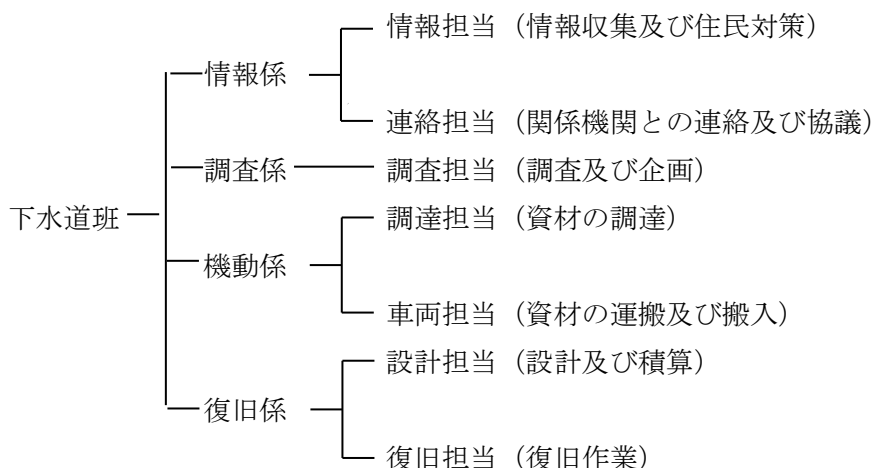 情報担当（情報収集及び住民対策）
情報係
連絡担当（関係機関との連絡及び協議）
調査係
調査担当（調査及び企画）
下水道班
調達担当（資材の調達）
機動係
車両担当（資材の運搬及び搬入）
設計担当（設計及び積算）
復旧係
復旧担当（復旧作業）